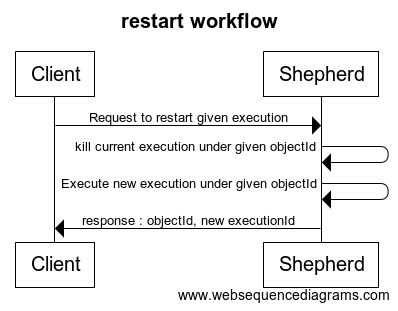 restart workflow
Client
Shepherd
Request to restart given execution
kill current execution under given objectId
Execute new execution under given objectId
response : objectId, new executionId
Client
Shepherd
www.websequencediagrams.com